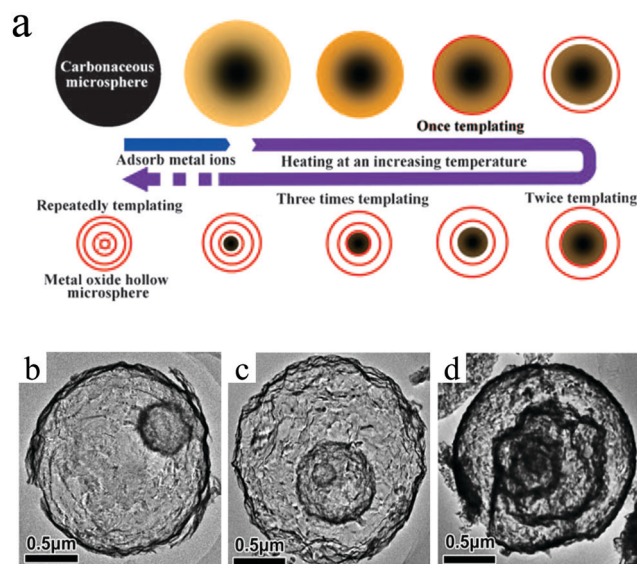 a
Carbonaceous
microsphere
Once templating
Adsorb metal ions
Heating at an increasing temperature
Repeatedly templating
Three times templating
Twice templating
Metal oxide hollow
microsphere
b
c
d
0.5μm
0.5μm
0.5μm